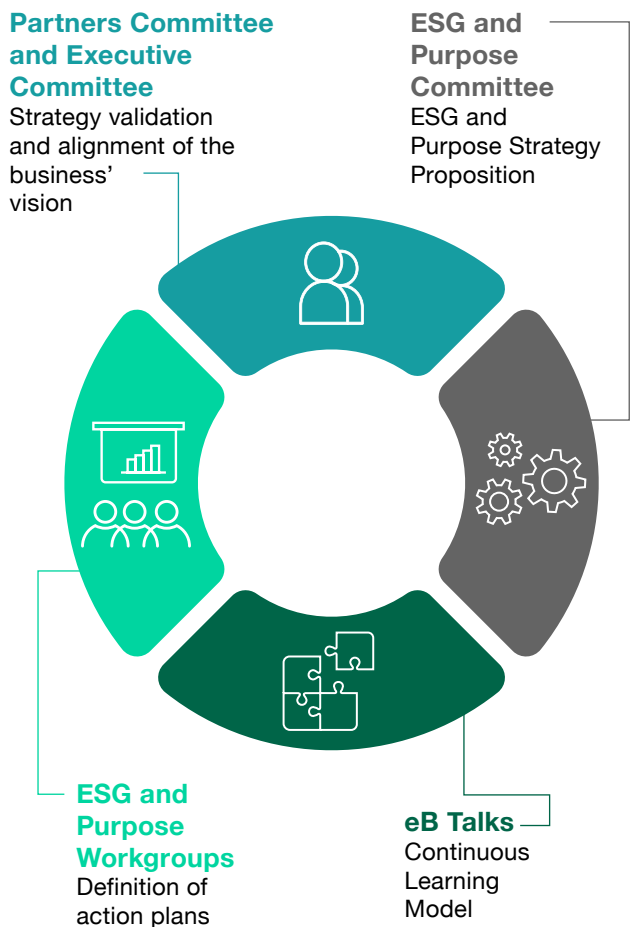 Partners Committee
and Executive
Committee
Strategy validation
and alignment of the
business’
vision
ESG and
Purpose
Committee
ESG and
Purpose Strategy
Proposition
ESG and
Purpose
Workgroups
Definition of
action plans
eB Talks
Continuous
Learning
Model